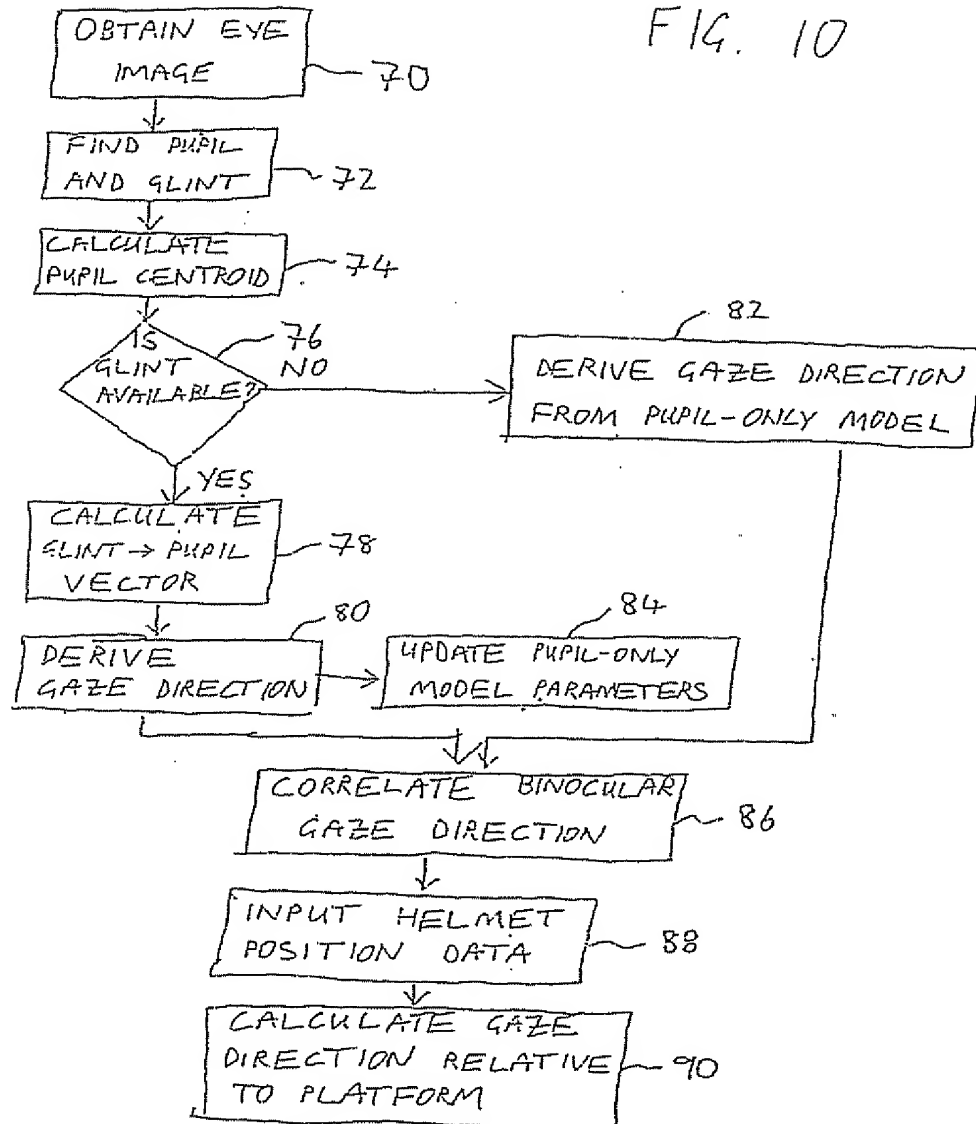 FIG. 10
OBTAIN EYE
IMAGE
70
FIND PUPIL
AND GLINT
72
CALCULATE
PUPIL CENTROID
74
IS
GLINT
AVAILABLE?
76
NO
82
DERIVE GAZE DIRECTION
FROM PUPIL-ONLY MODEL
YES
CALCULATE
GLINT → PUPIL
VECTOR
78
80
DERIVE
GAZE DIRECTION
84
UPDATE PUPIL-ONLY
MODEL PARAMETERS
CORRELATE BINOCULAR
GAZE DIRECTION
86
INPUT HELMET
POSITION DATA
88
CALCULATE GAZE
DIRECTION RELATIVE
TO PLATFORM
90